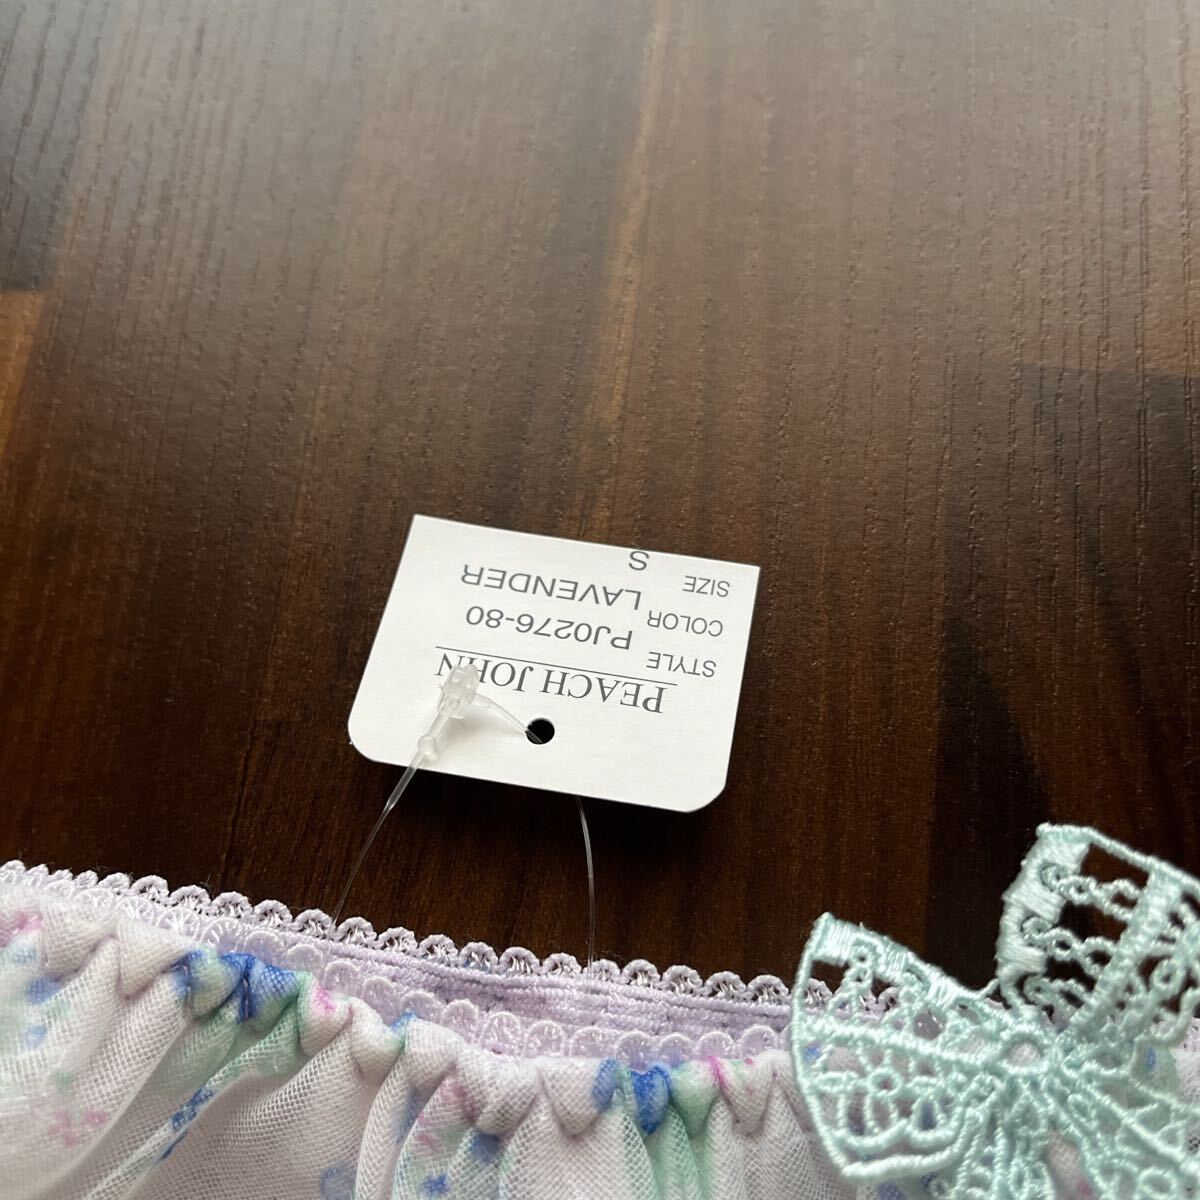 PEACH JOHN
STYLE PJ0276-80
COLOR LAVENDER
SIZE S